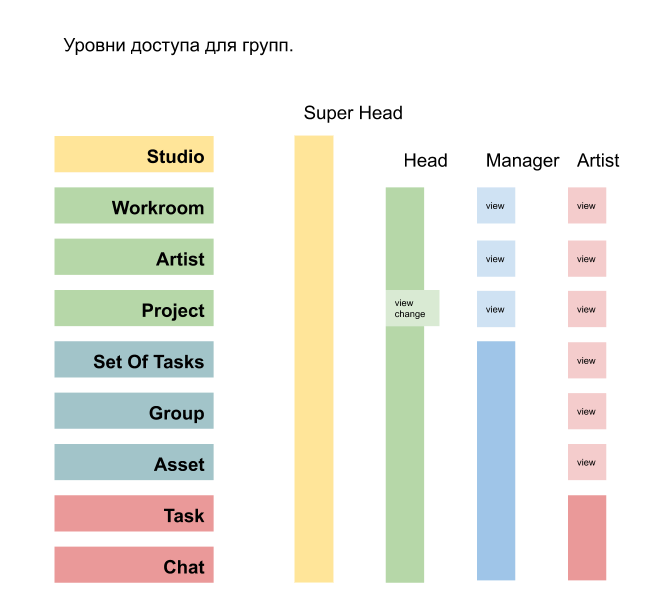 Уровни доступа для групп.
Super Head
Studio
Head Manager Artist
Workroom view view
Artist view view
Project view change view view
Set Of Tasks view
Group view
Asset view
Task
Chat